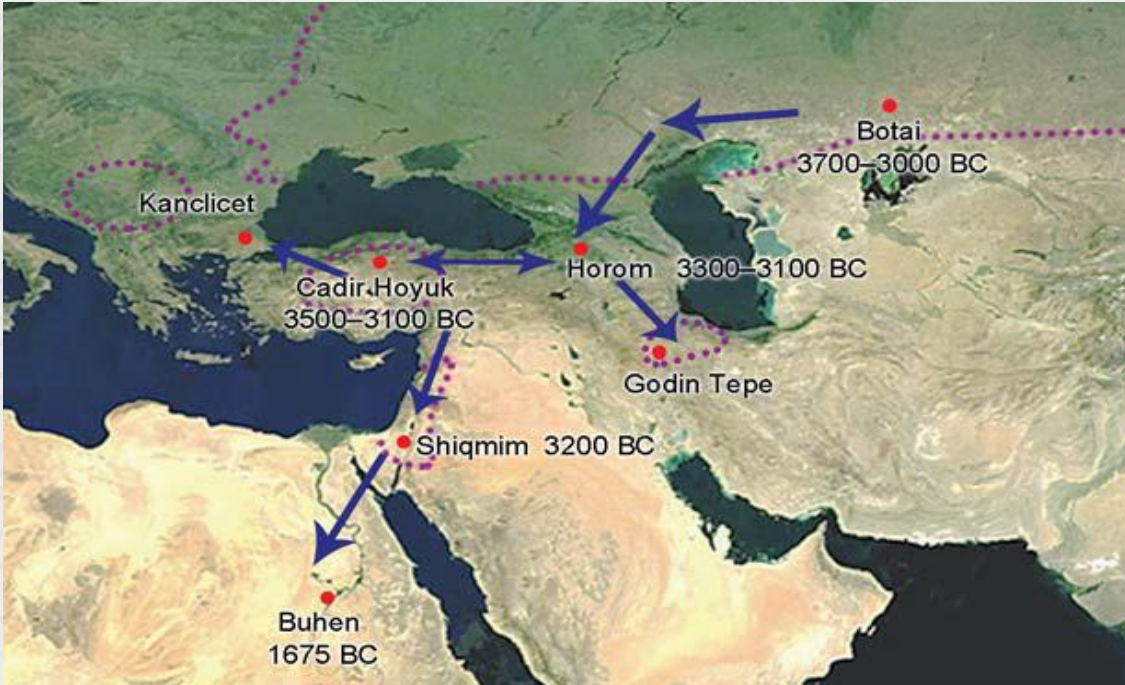 Botai
3700–3000 BC
Kanclicet
Horom 3300–3100 BC
Cadir Hoyuk
3500–3100 BC
Godin Tepe
Shiqmim 3200 BC
Buhen
1675 BC